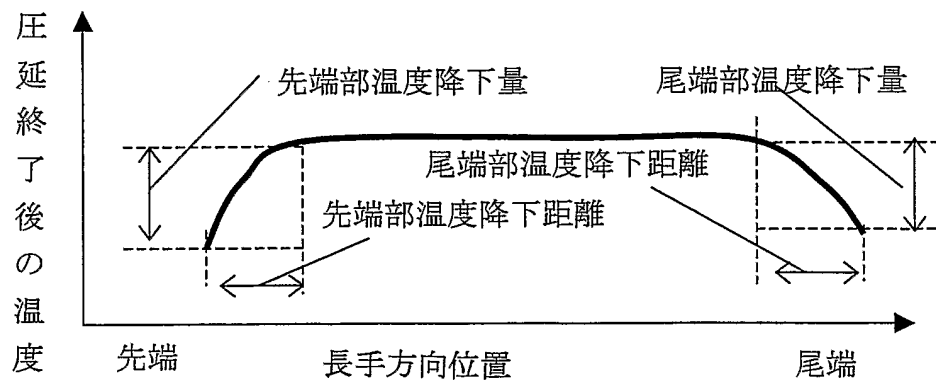 圧延終了後の温度
先端部温度降下量
尾端部温度降下量
尾端部温度降下距離
先端部温度降下距離
先端
長手方向位置
尾端